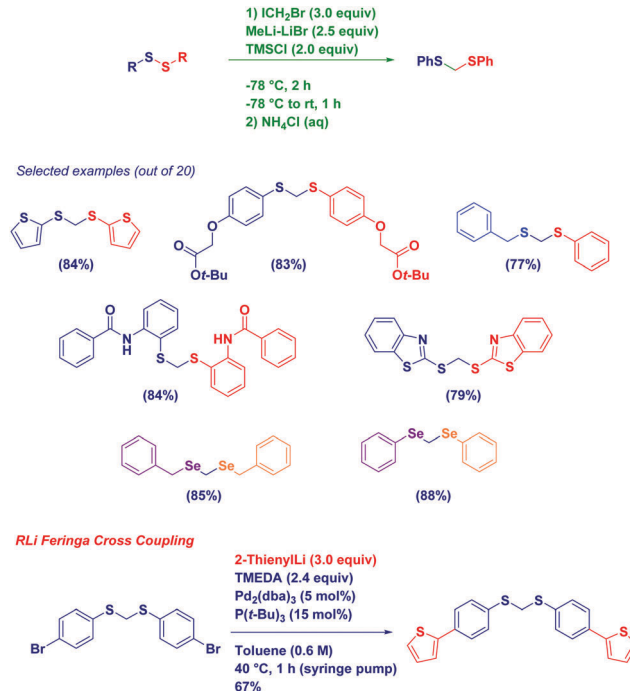 1) ICH2Br (3.0 equiv)
MeLi-LiBr (2.5 equiv)
TMSCl (2.0 equiv)
R S S R
PhS SPh
-78 °C, 2 h
-78 °C to rt, 1 h
2) NH4Cl (aq)
Selected examples (out of 20)
S S S S
(84%)
S S
O O
O O
Ot-Bu Ot-Bu
(83%)
S S
(77%)
O O
N H NH
S S
(84%)
N N
S S S S
(79%)
Se Se
(85%)
Se Se
(88%)
RLi Feringa Cross Coupling
2-ThienylLi (3.0 equiv)
TMEDA (2.4 equiv)
Pd2(dba)3 (5 mol%)
P(t-Bu)3 (15 mol%)
S S
Br Br
S S
S S
Toluene (0.6 M)
40 °C, 1 h (syringe pump)
67%